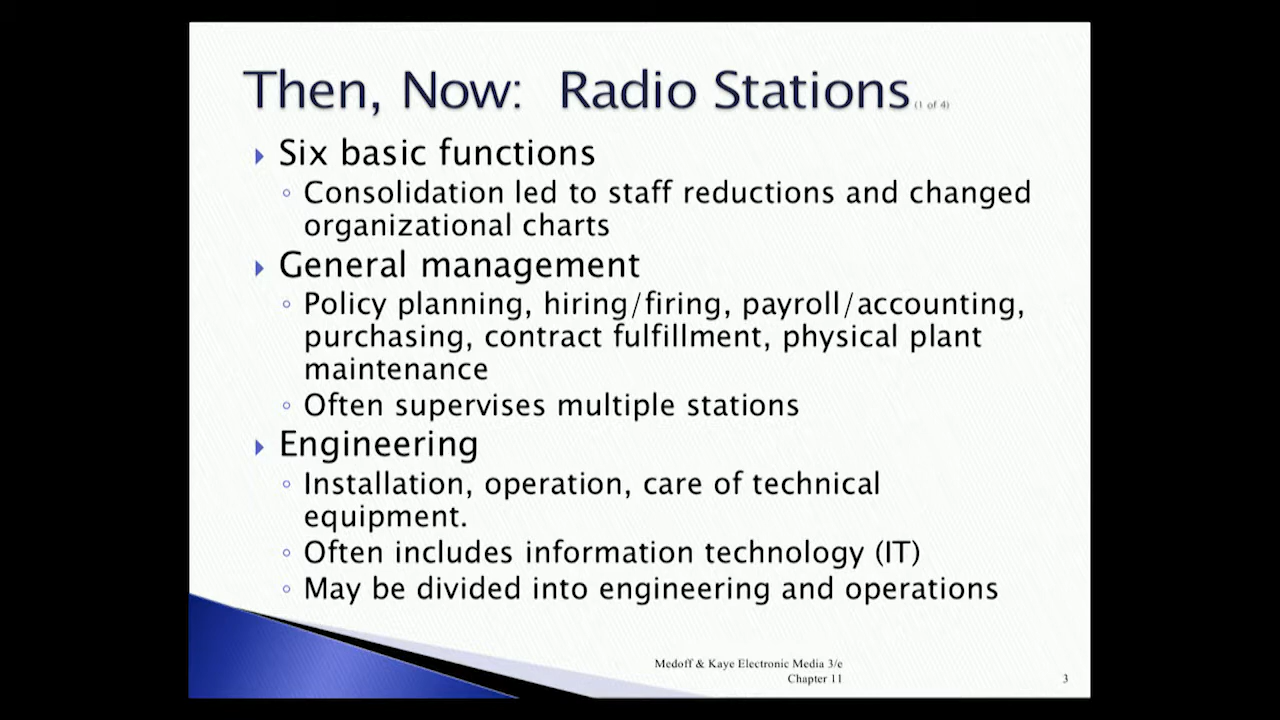 Then, Now: Radio Stations (1 of 4)
Six basic functions
Consolidation led to staff reductions and changed
organizational charts
General management
Policy planning, hiring/firing, payroll/accounting,
purchasing, contract fulfillment, physical plant
maintenance
Often supervises multiple stations
Engineering
Installation, operation, care of technical
equipment.
Often includes information technology (IT)
May be divided into engineering and operations
Medoff & Kaye Electronic Media 3/e
Chapter 11
3